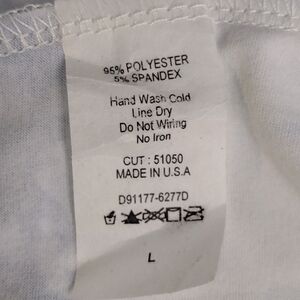 95% POLYESTER
5% SPANDEX
Hand Wash Cold
Line Dry
Do Not Wiring
No Iron
CUT : 51050
MADE IN U.S.A
D91177-6277D
L